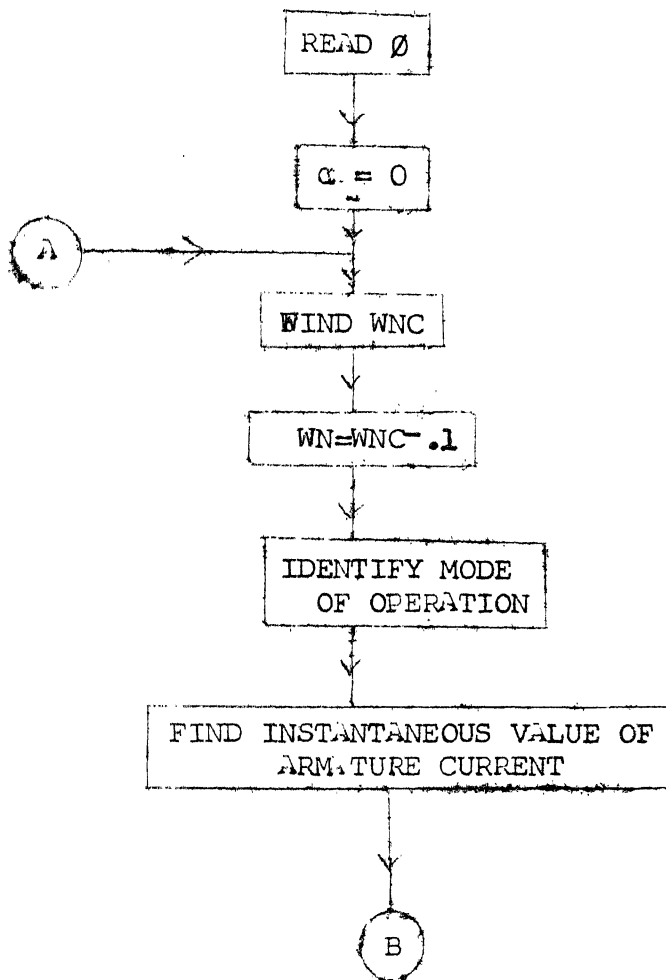 READ Ø
α = 0
A
FIND WNC
WN=WNC-.1
IDENTIFY MODE
OF OPERATION
FIND INSTANTANEOUS VALUE OF
ARMATURE CURRENT
B